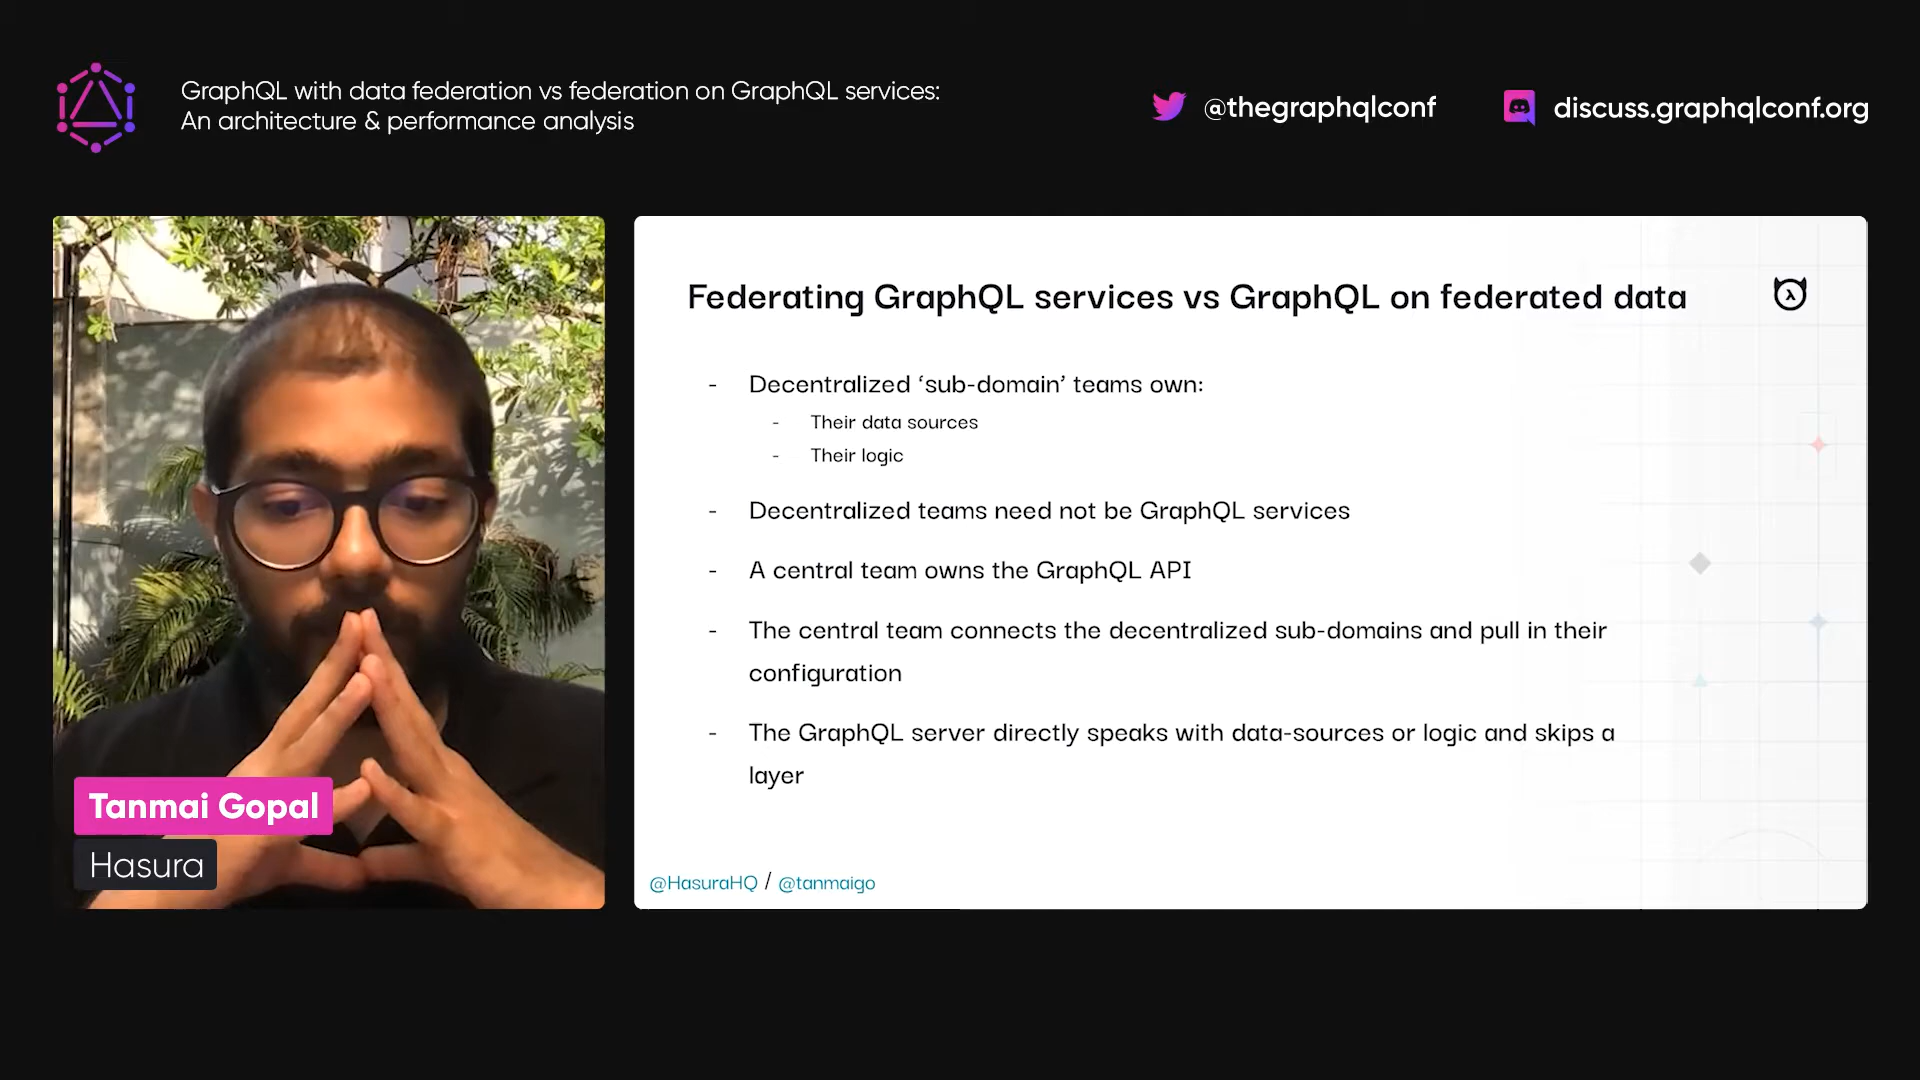 GraphQL with data federation vs federation on GraphQL services:
An architecture & performance analysis
@thegraphqlconf
discuss.graphqlconf.org
Tanmai Gopal
Hasura
Federating GraphQL services vs GraphQL on federated data
- Decentralized ‘sub-domain’ teams own:
- Their data sources
- Their logic
- Decentralized teams need not be GraphQL services
- A central team owns the GraphQL API
- The central team connects the decentralized sub-domains and pull in their
configuration
- The GraphQL server directly speaks with data-sources or logic and skips a
layer
@HasuraHQ / @tanmaigo